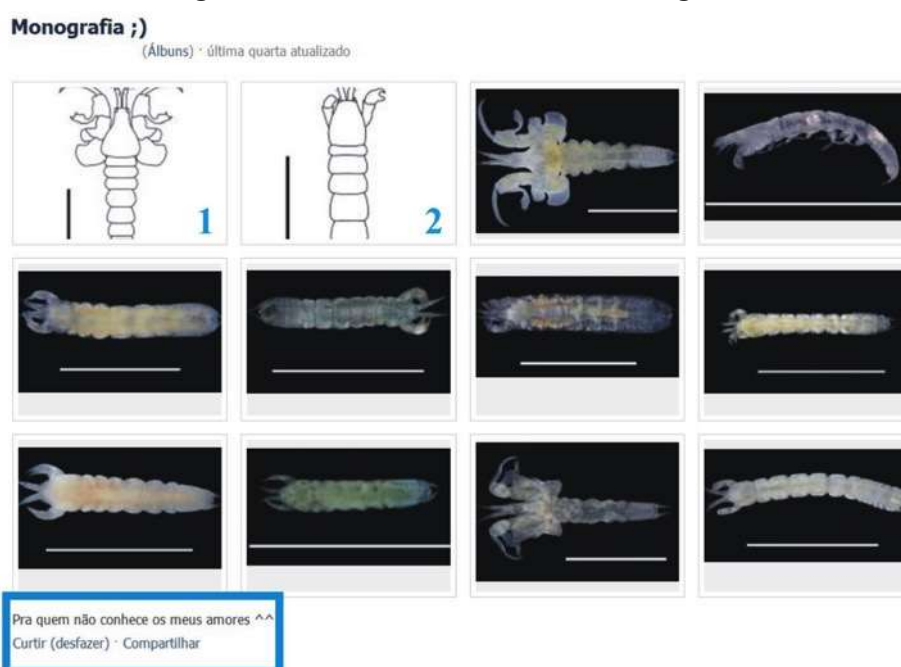 Monografia ;)
(Álbuns) · última quarta atualizado
1
2
Pra quem não conhece os meus amores ^^
Curtir (desfazer) · Compartilhar